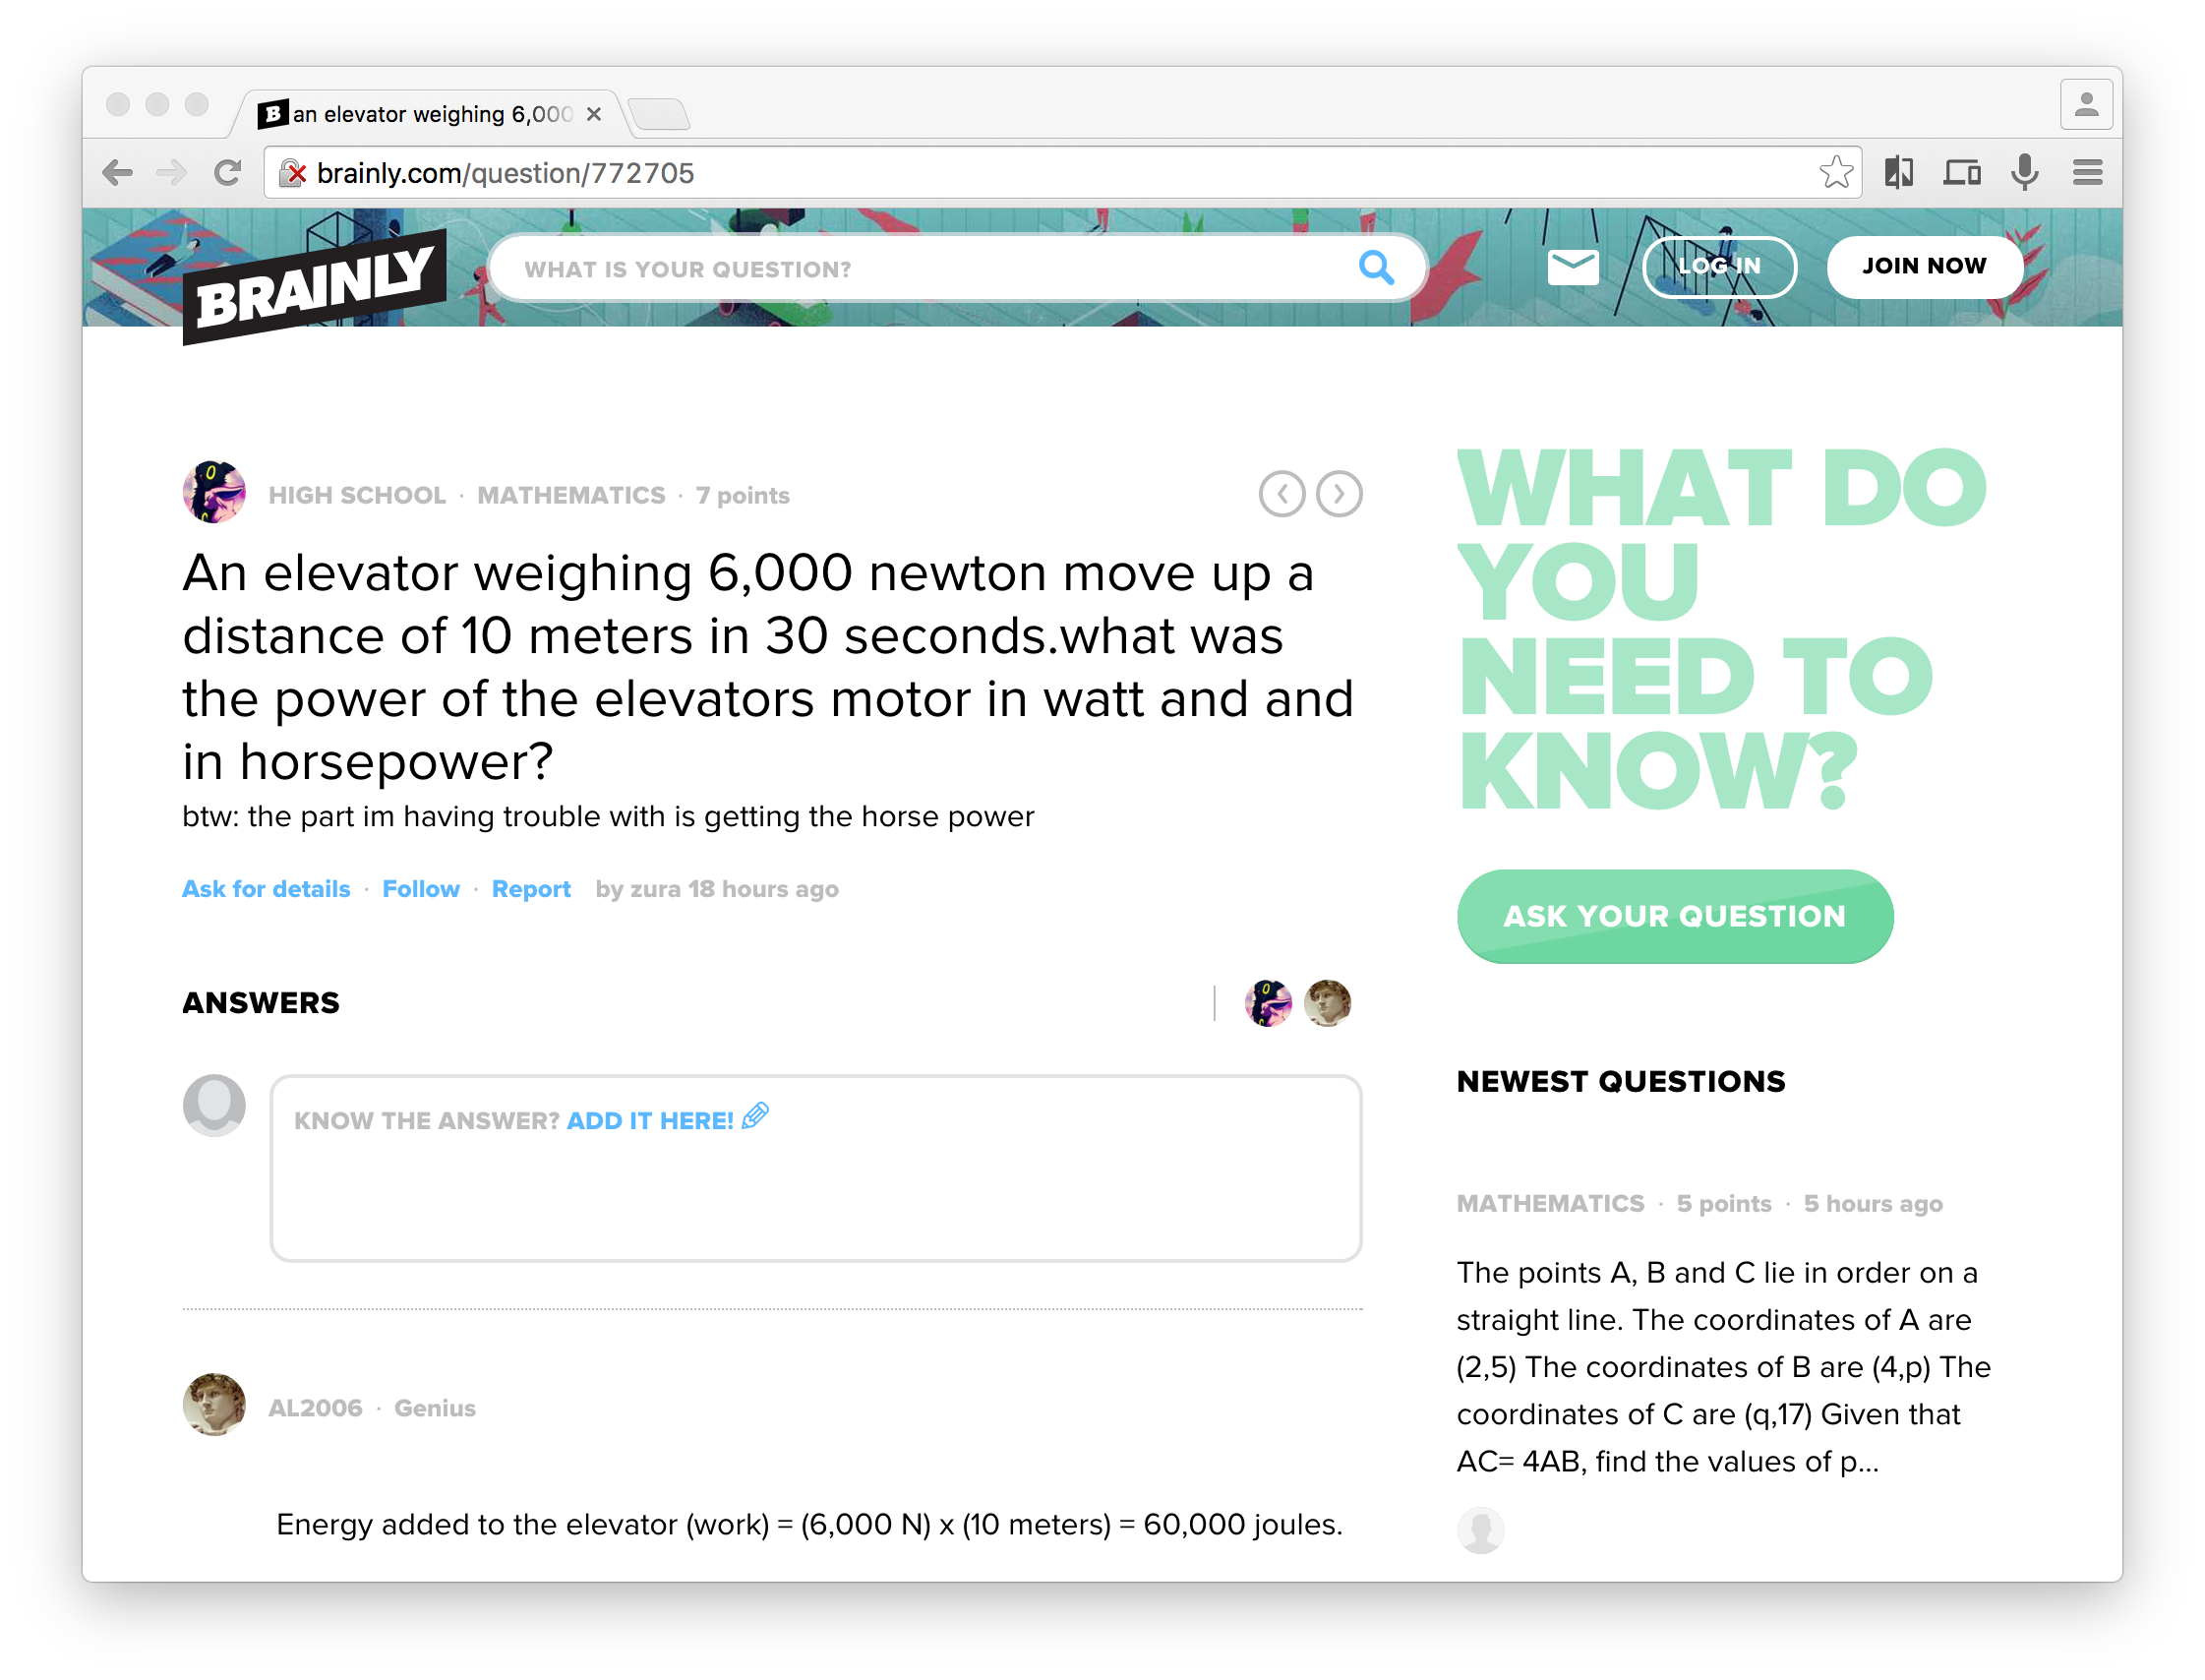 B an elevator weighing 6,000
brainly.com/question/772705
BRAINLY
WHAT IS YOUR QUESTION?
LOG IN
JOIN NOW
HIGH SCHOOL · MATHEMATICS · 7 points
An elevator weighing 6,000 newton move up a
distance of 10 meters in 30 seconds.what was
the power of the elevators motor in watt and and
in horsepower?
btw: the part im having trouble with is getting the horse power
Ask for details · Follow · Report by zura 18 hours ago
ANSWERS
KNOW THE ANSWER? ADD IT HERE!
AL2006 · Genius
Energy added to the elevator (work) = (6,000 N) x (10 meters) = 60,000 joules.
WHAT DO
YOU
NEED TO
KNOW?
ASK YOUR QUESTION
NEWEST QUESTIONS
MATHEMATICS · 5 points · 5 hours ago
The points A, B and C lie in order on a
straight line. The coordinates of A are
(2,5) The coordinates of B are (4,p) The
coordinates of C are (q,17) Given that
AC= 4AB, find the values of p...